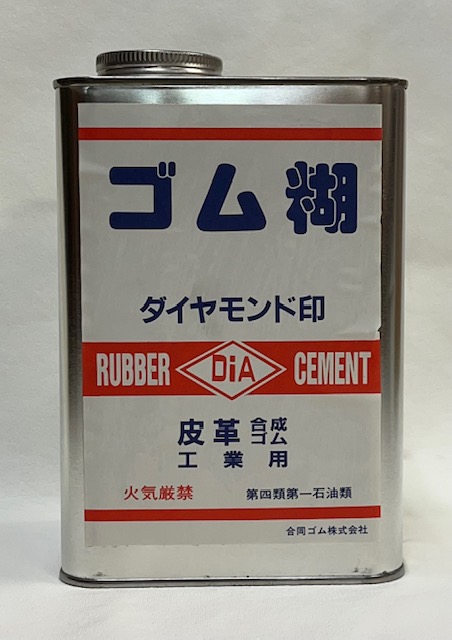 ゴム糊
ダイヤモンド印
RUBBER DiA CEMENT
皮革 合成ゴム
工業用
火気厳禁 第四類第一石油類
合同ゴム株式会社